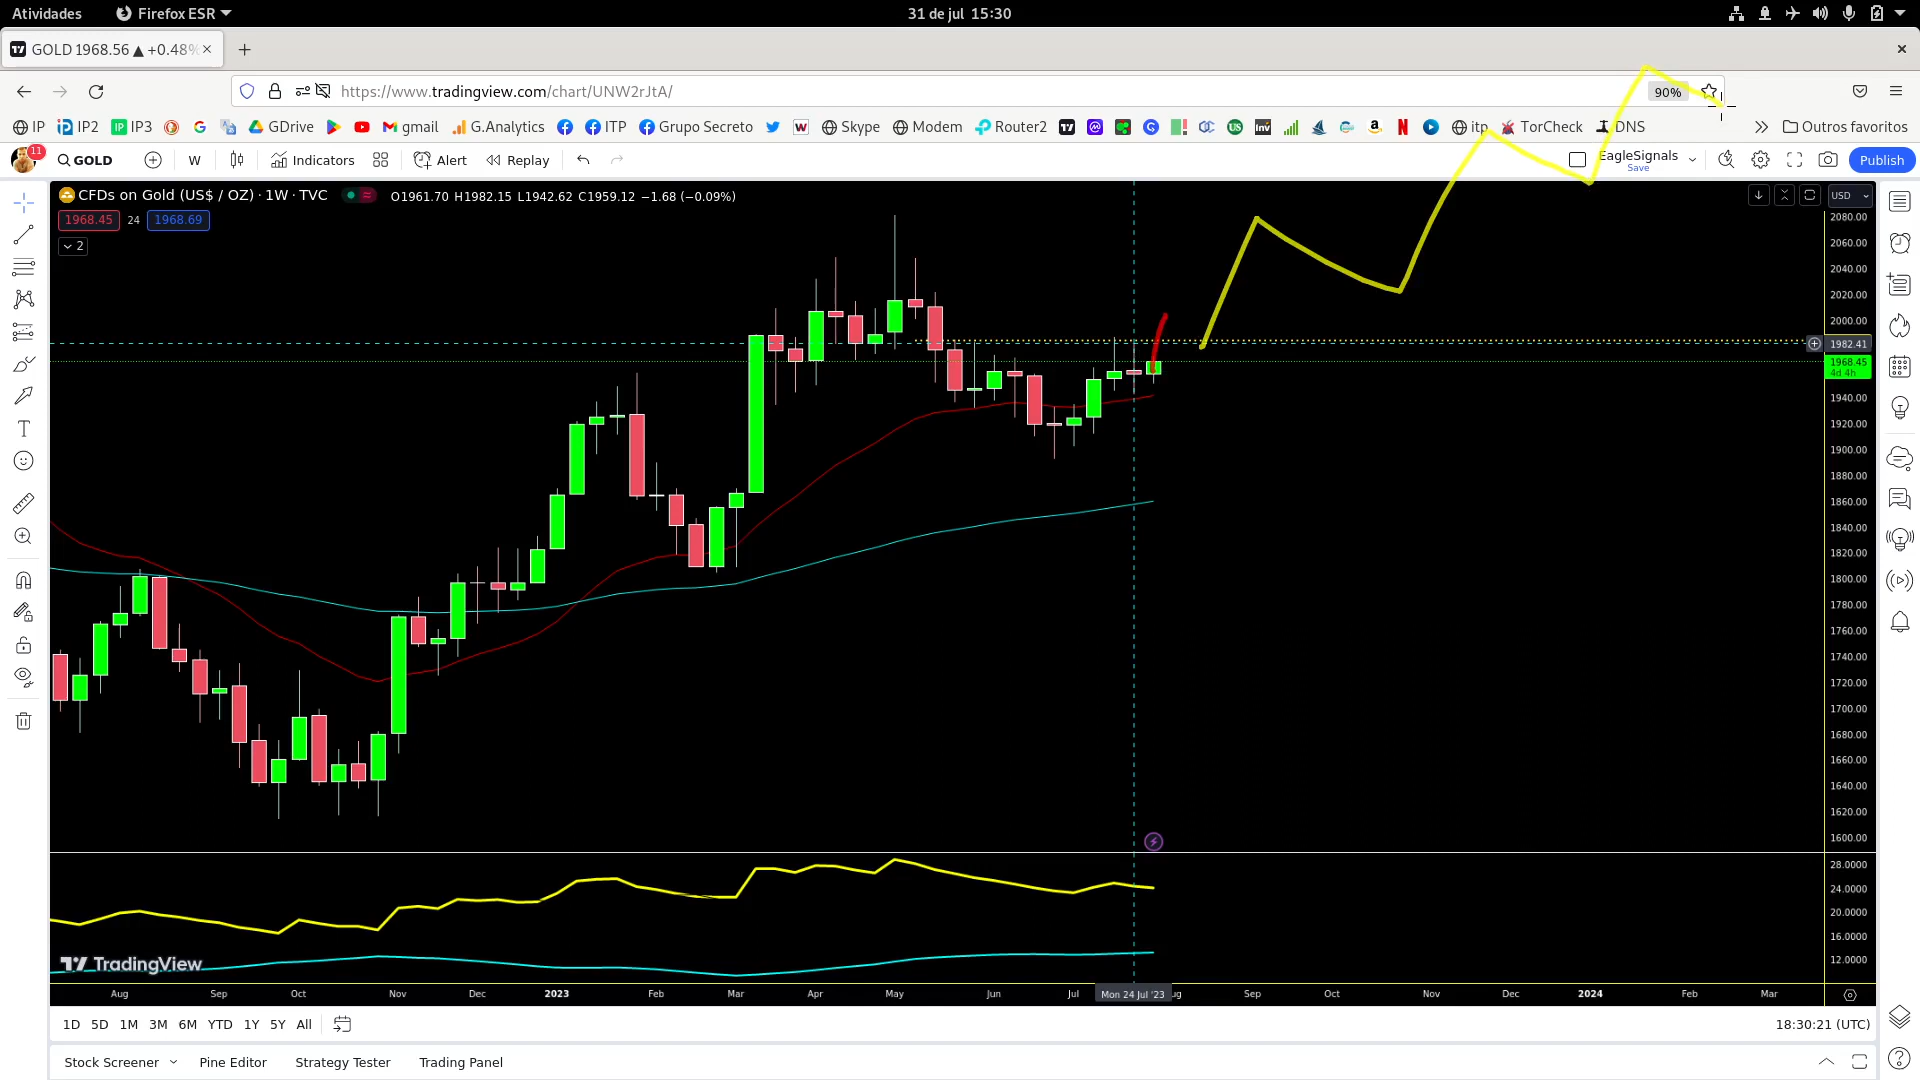 Atividades
Firefox ESR
31 de jul 15:30
GOLD 1968.56 ▲ +0.48%
https://www.tradingview.com/chart/UNW2rJtA/
90%
IP
IP2
IP3
GDrive
gmail
G.Analytics
ITP
Grupo Secreto
Skype
Modem
Router2
itp
TorCheck
DNS
Outros favoritos
11
GOLD
W
Indicators
Alert
Replay
EagleSignals
Save
Publish
CFDs on Gold (US$ / OZ) · 1W · TVC
O1961.70 H1982.15 L1942.62 C1959.12 −1.68 (−0.09%)
USD
1968.45
24
1968.69
2
2080.00
2060.00
2040.00
2020.00
2000.00
1982.41
1968.45
4d 4h
1940.00
1920.00
1900.00
1880.00
1860.00
1840.00
1820.00
1800.00
1780.00
1760.00
1740.00
1720.00
1700.00
1680.00
1660.00
1640.00
1620.00
1600.00
28.0000
24.0000
20.0000
16.0000
12.0000
TradingView
Aug
Sep
Oct
Nov
Dec
2023
Feb
Mar
Apr
May
Jun
Jul
Mon 24 Jul '23
ug
Sep
Oct
Nov
Dec
2024
Feb
Mar
1D 5D 1M 3M 6M YTD 1Y 5Y All
18:30:21 (UTC)
Stock Screener
Pine Editor
Strategy Tester
Trading Panel